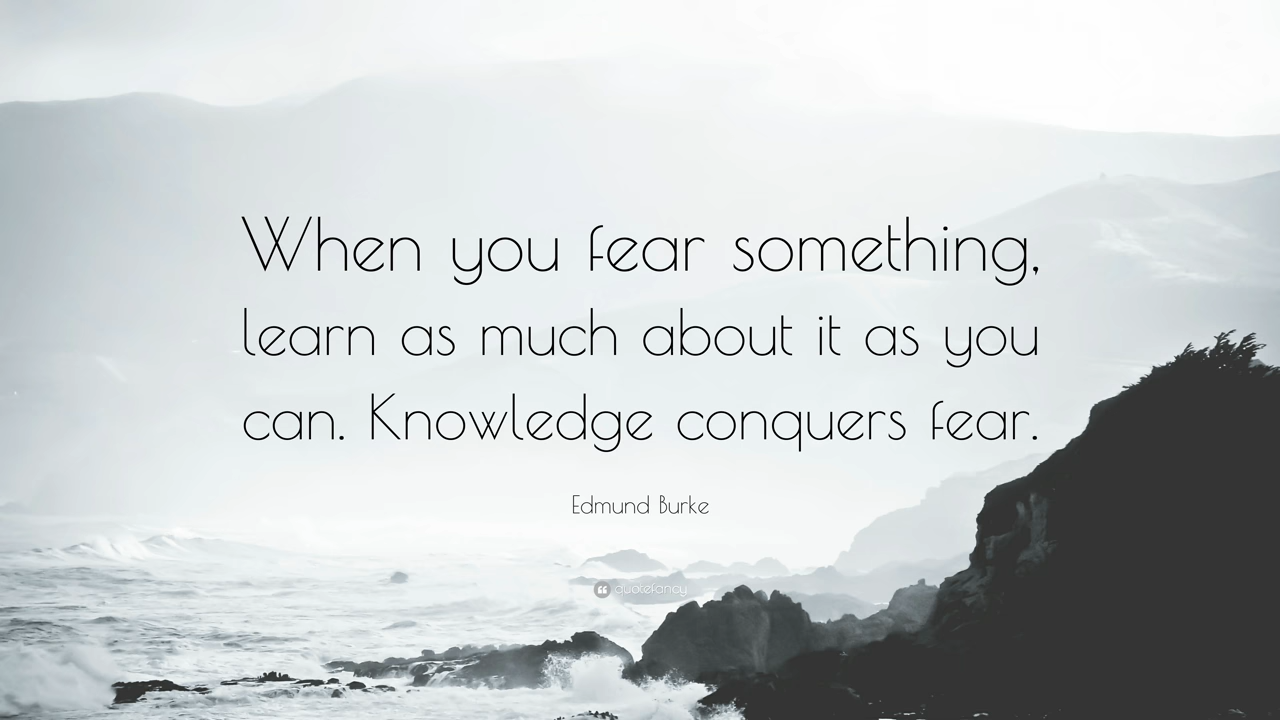 When you fear something,
learn as much about it as you
can. Knowledge conquers fear.
Edmund Burke
quotefancy